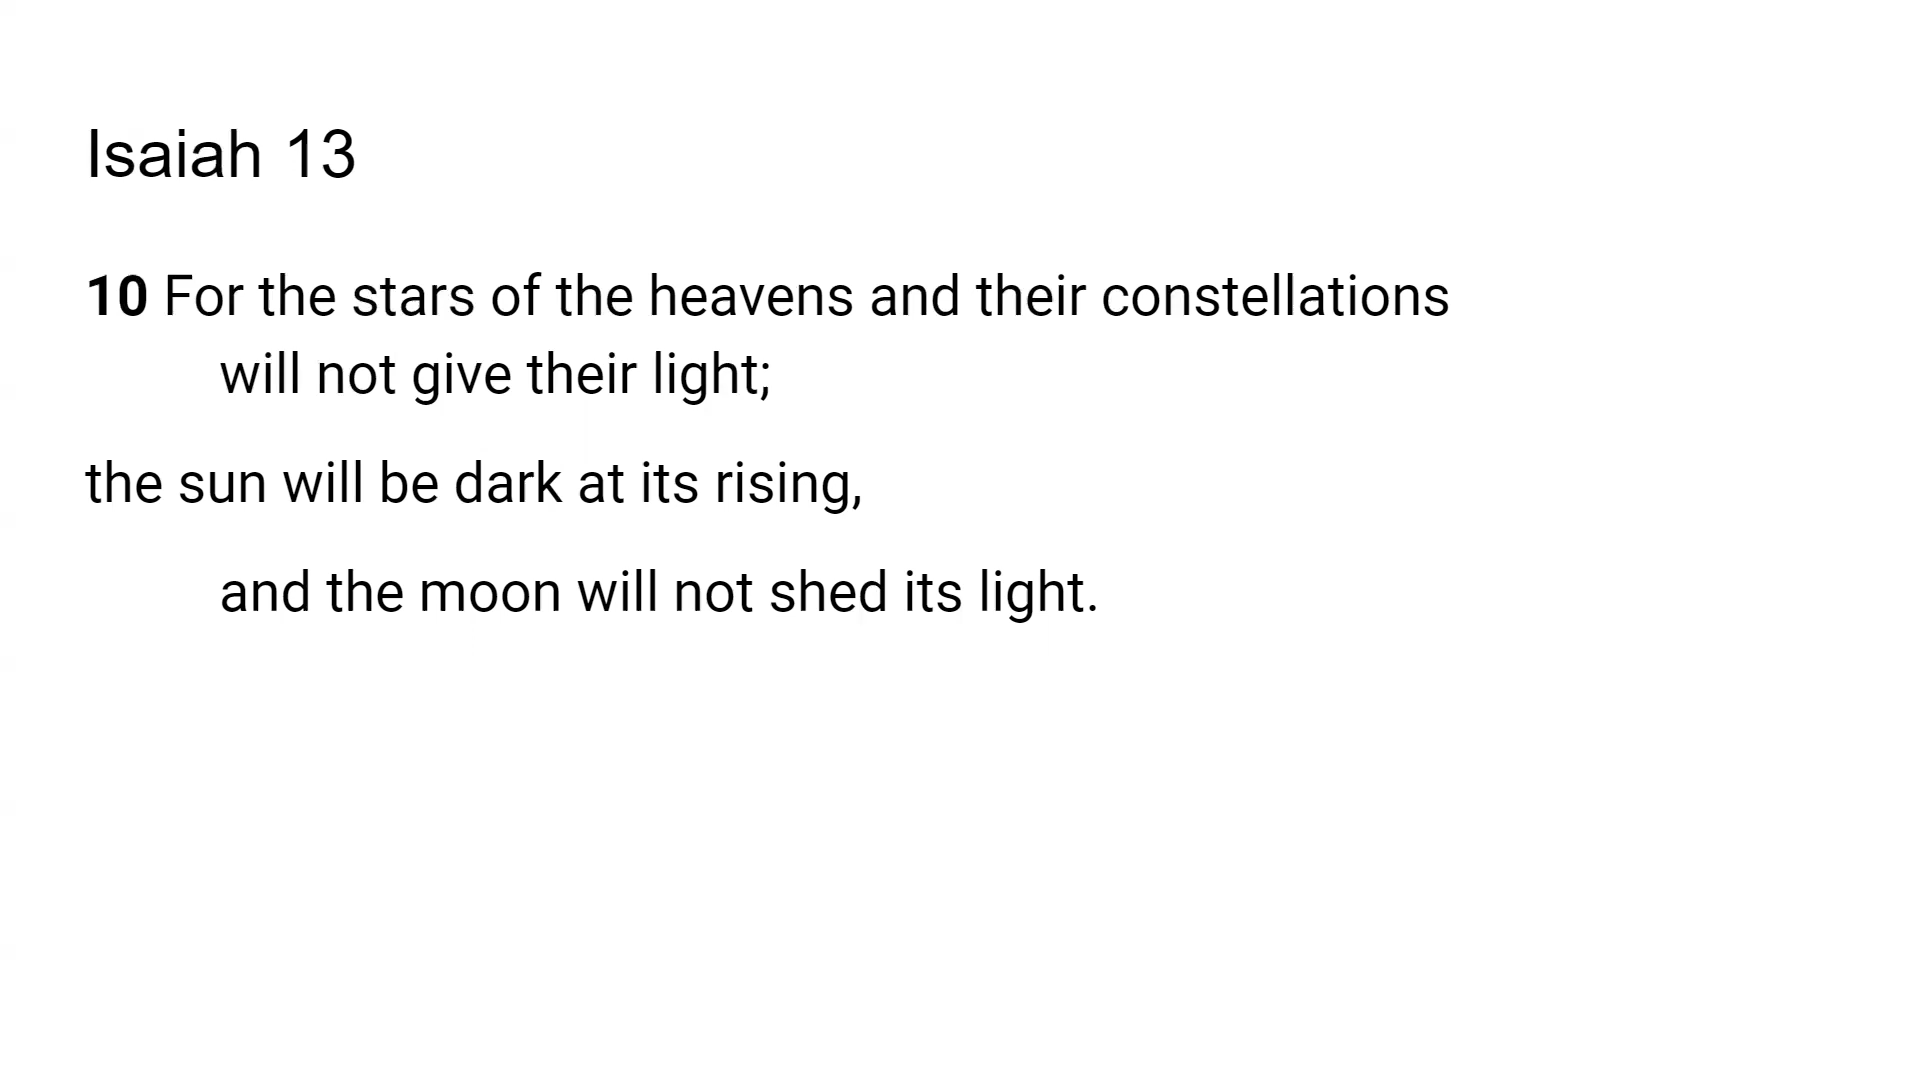 Isaiah 13
10 For the stars of the heavens and their constellations
will not give their light;
the sun will be dark at its rising,
and the moon will not shed its light.